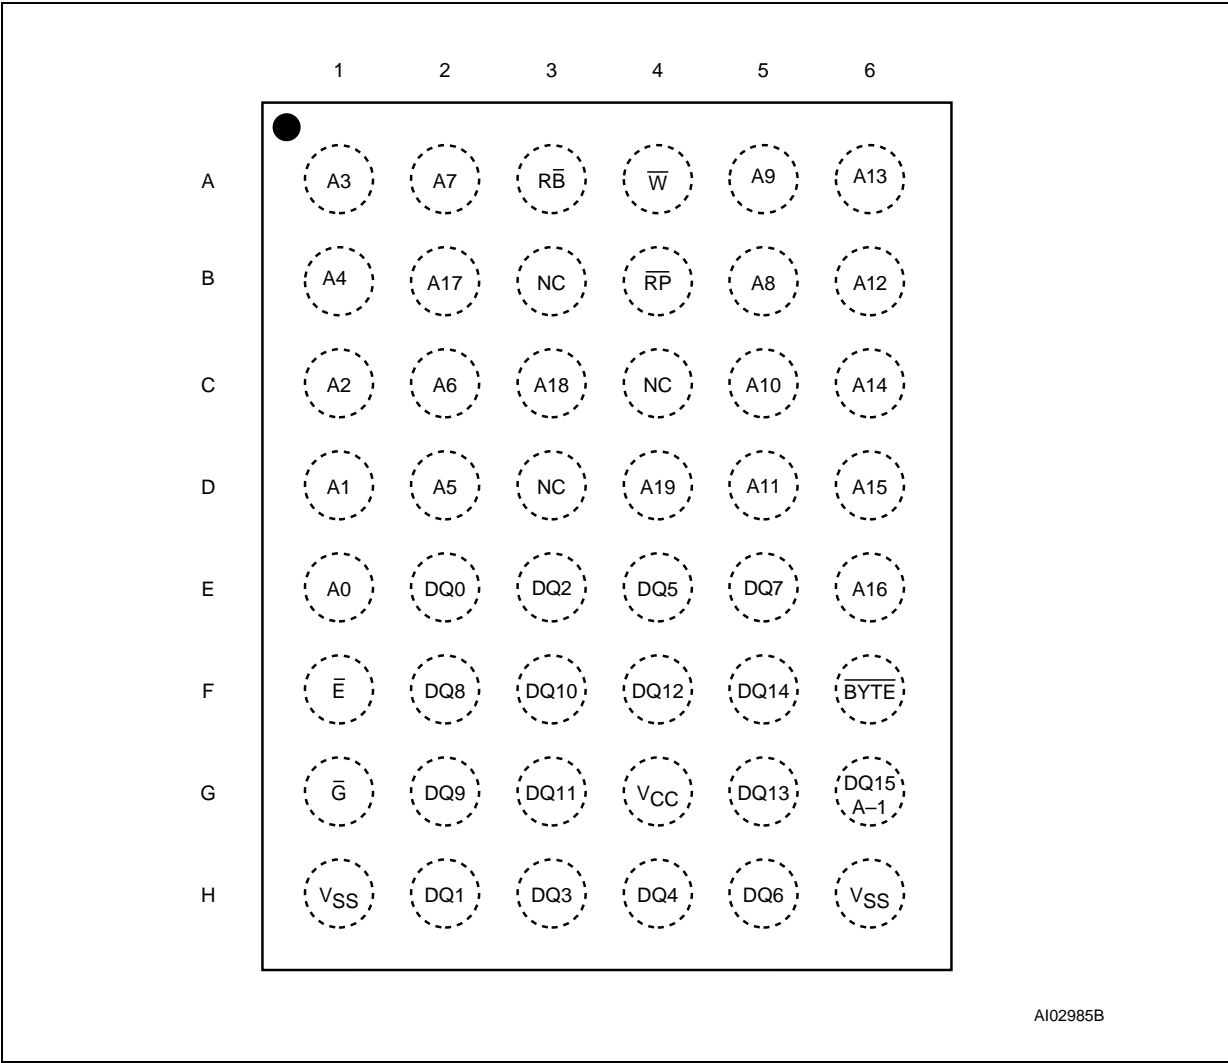 1 2 3 4 5 6
A A3 A7 RB̅ W̅ A9 A13
B A4 A17 NC R̅P̅ A8 A12
C A2 A6 A18 NC A10 A14
D A1 A5 NC A19 A11 A15
E A0 DQ0 DQ2 DQ5 DQ7 A16
F E̅ DQ8 DQ10 DQ12 DQ14 B̅Y̅T̅E̅
G G̅ DQ9 DQ11 VCC DQ13 DQ15
A–1
H VSS DQ1 DQ3 DQ4 DQ6 VSS
AI02985B